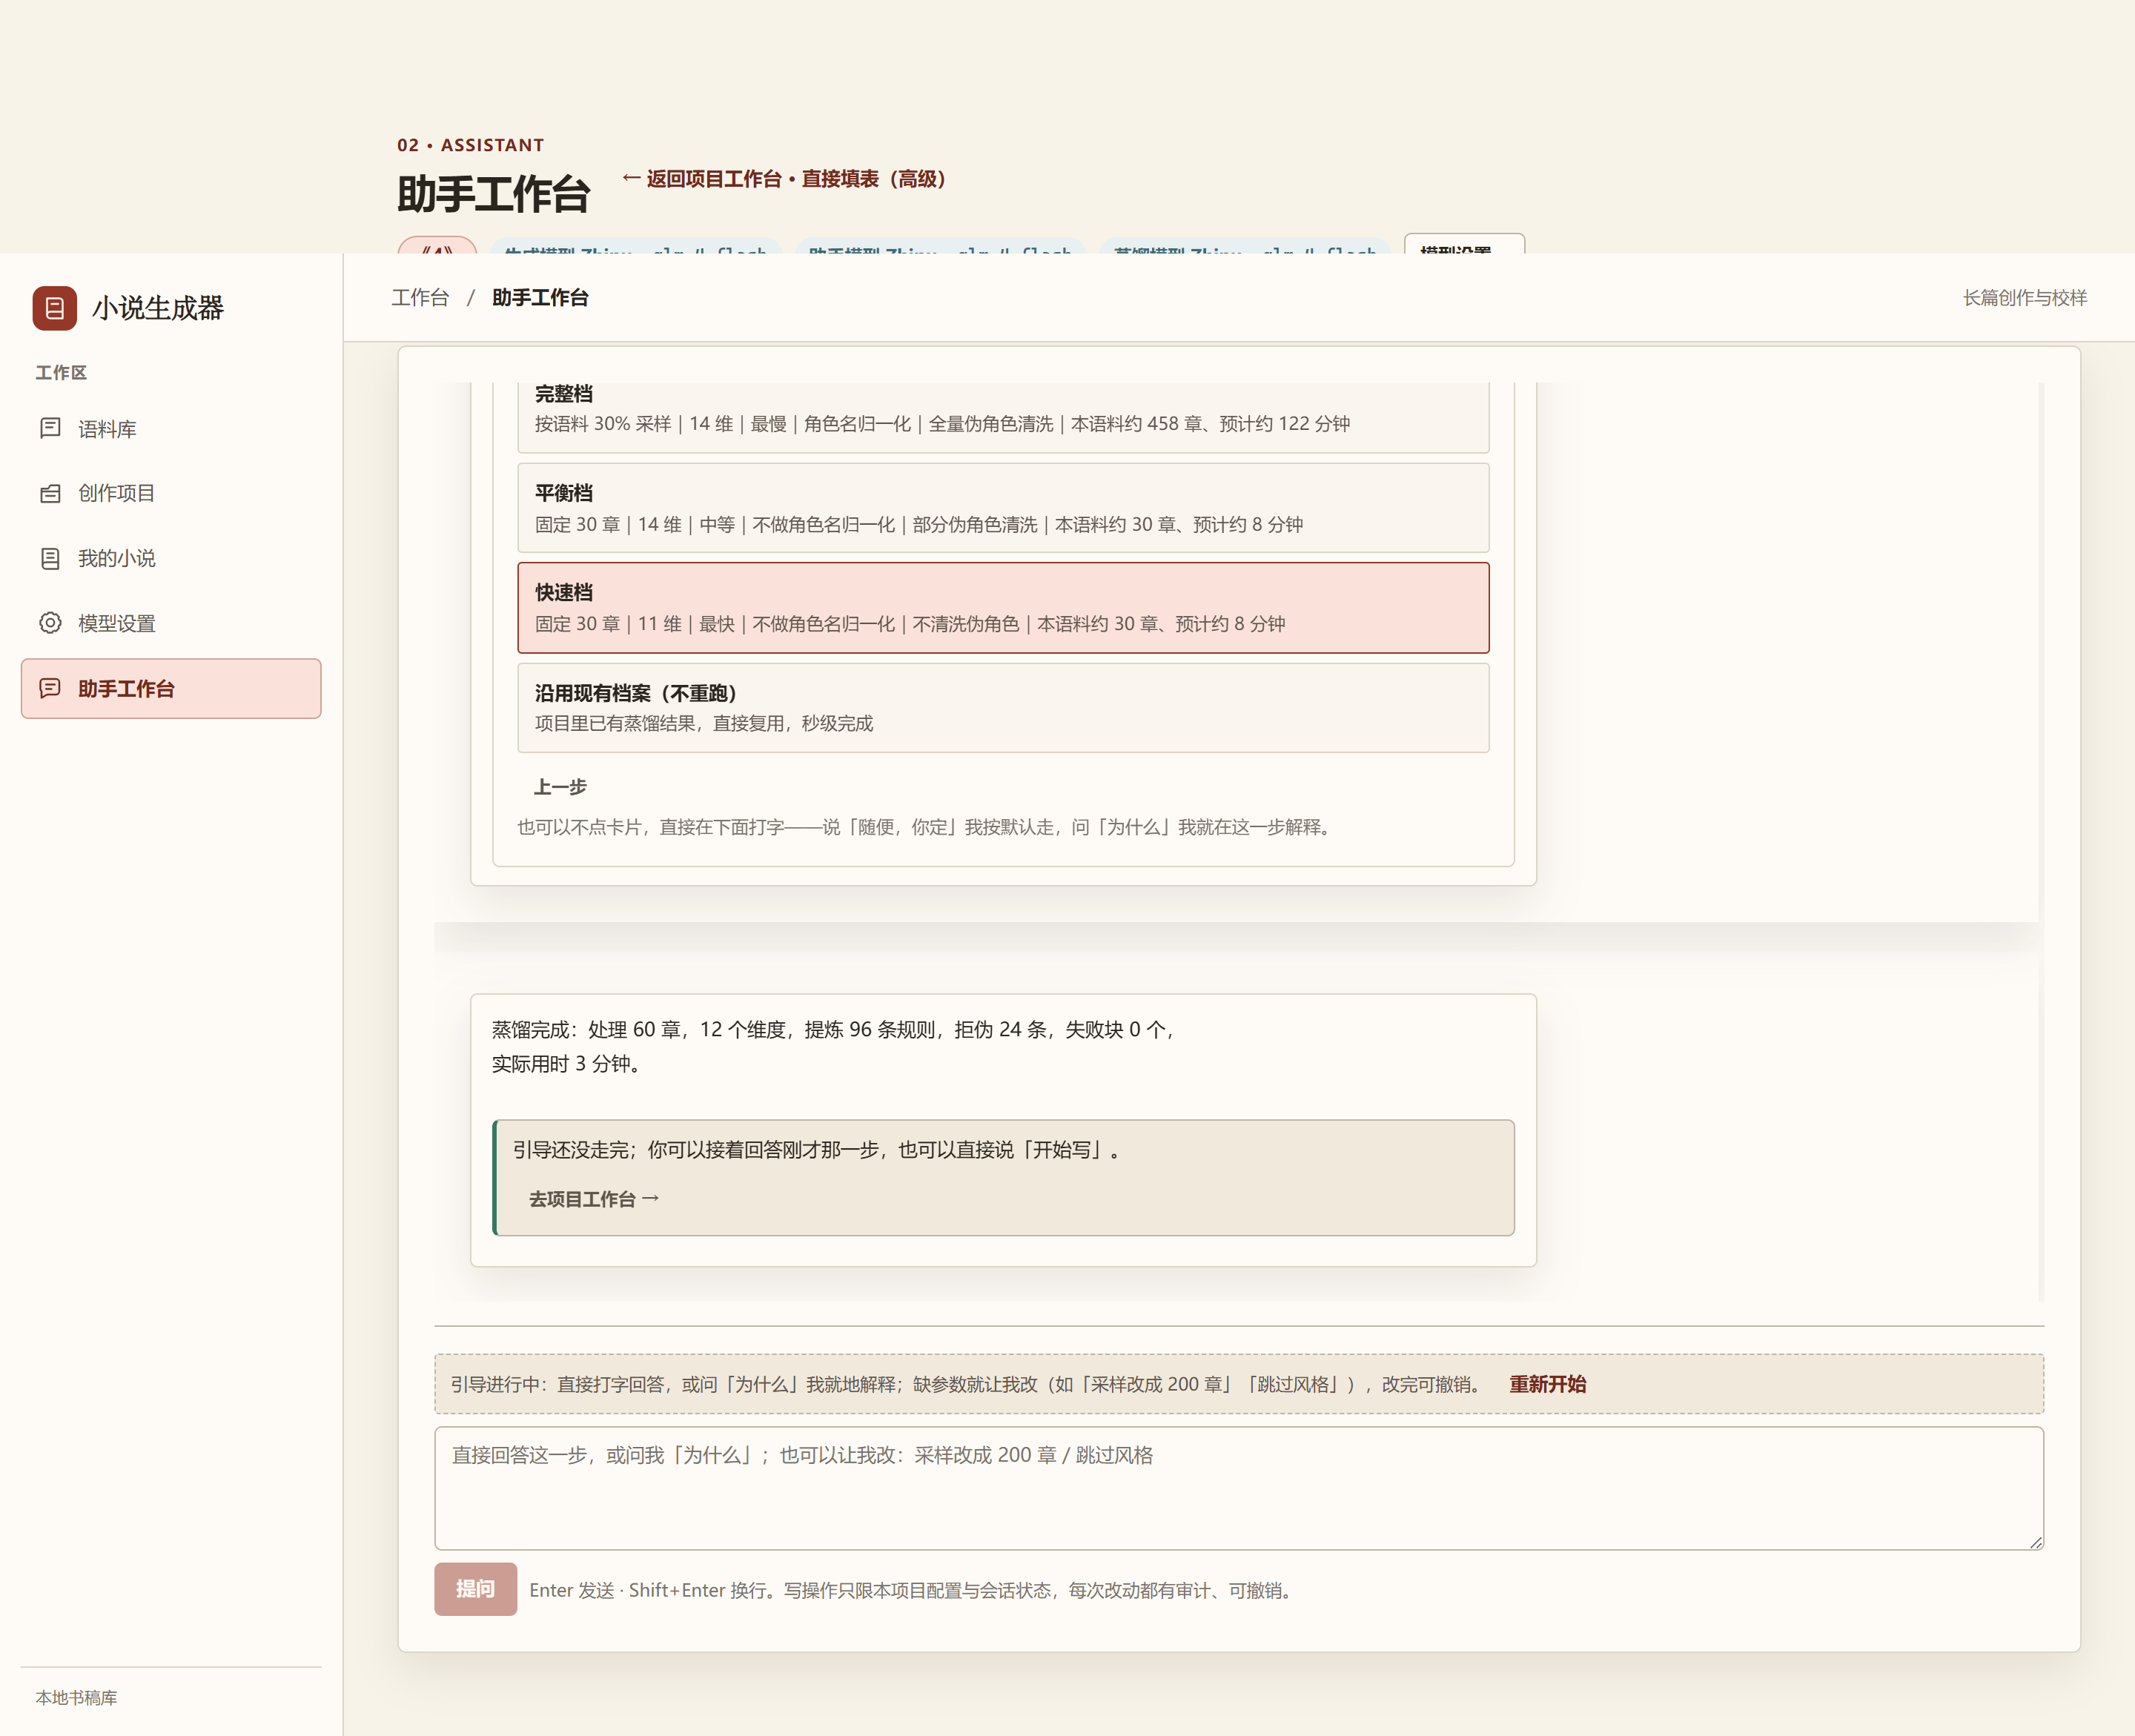 02 • ASSISTANT
助手工作台
← 返回项目工作台 • 直接填表（高级）
小说生成器
工作区
语料库
创作项目
我的小说
模型设置
助手工作台
本地书稿库
工作台 / 助手工作台
长篇创作与校样
完整档
按语料 30% 采样｜14 维｜最慢｜角色名归一化｜全量伪角色清洗｜本语料约 458 章、预计约 122 分钟
平衡档
固定 30 章｜14 维｜中等｜不做角色名归一化｜部分伪角色清洗｜本语料约 30 章、预计约 8 分钟
快速档
固定 30 章｜11 维｜最快｜不做角色名归一化｜不清洗伪角色｜本语料约 30 章、预计约 8 分钟
沿用现有档案（不重跑）
项目里已有蒸馏结果，直接复用，秒级完成
上一步
也可以不点卡片，直接在下面打字——说「随便，你定」我按默认走，问「为什么」我就在这一步解释。
蒸馏完成：处理 60 章，12 个维度，提炼 96 条规则，拒伪 24 条，失败块 0 个，
实际用时 3 分钟。
引导还没走完；你可以接着回答刚才那一步，也可以直接说「开始写」。
去项目工作台 →
引导进行中：直接打字回答，或问「为什么」我就地解释；缺参数就让我改（如「采样改成 200 章」「跳过风格」），改完可撤销。 重新开始
直接回答这一步，或问我「为什么」；也可以让我改：采样改成 200 章 / 跳过风格
提问
Enter 发送 · Shift+Enter 换行。写操作只限本项目配置与会话状态，每次改动都有审计、可撤销。